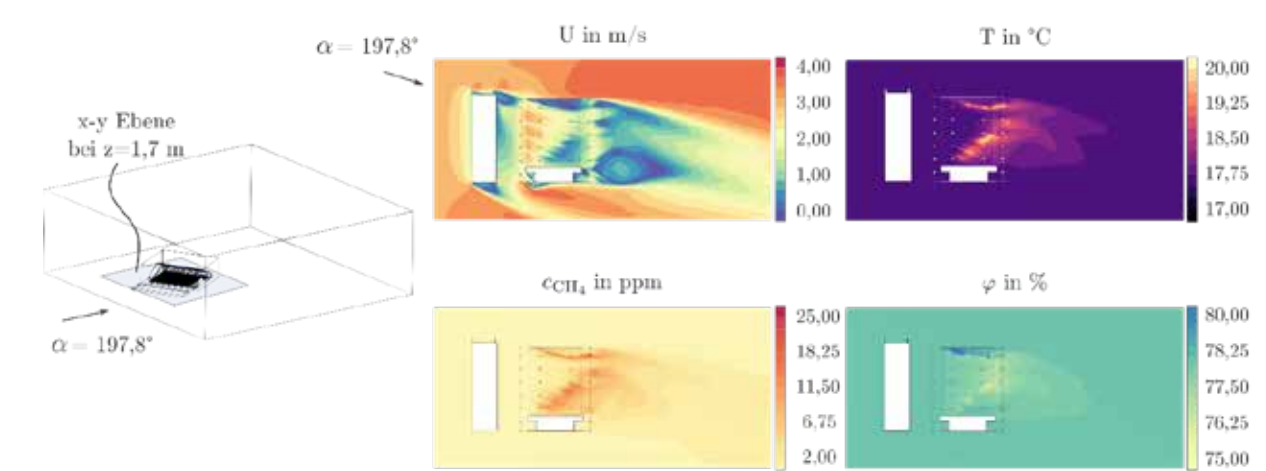 α = 197,8°
x-y Ebene
bei z=1,7 m
α = 197,8°
U in m/s
4,00
3,00
2,00
1,00
0,00
T in °C
20,00
19,25
18,50
17,75
17,00
c_CH₄ in ppm
25,00
18,25
11,50
6,75
2,00
φ in %
80,00
78,25
77,50
76,25
75,00